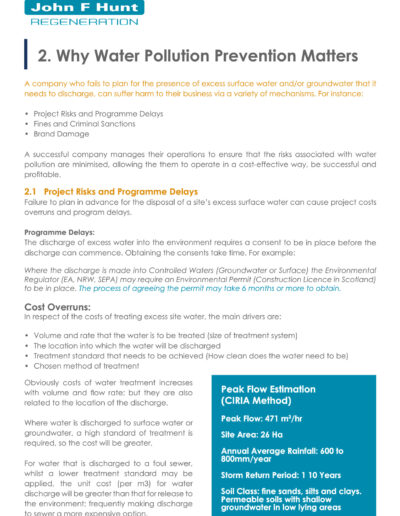 John F Hunt
REGENERATION
2. Why Water Pollution Prevention Matters
A company who fails to plan for the presence of excess surface water and/or groundwater that it
needs to discharge, can suffer harm to their business via a variety of mechanisms. For instance:
• Project Risks and Programme Delays
• Fines and Criminal Sanctions
• Brand Damage
A successful company manages their operations to ensure that the risks associated with water
pollution are minimised, allowing the them to operate in a cost-effective way, be successful and
profitable.
2.1 Project Risks and Programme Delays
Failure to plan in advance for the disposal of a site's excess surface water can cause project costs
overruns and program delays.
Programme Delays:
The discharge of excess water into the environment requires a consent to be in place before the
discharge can commence. Obtaining the consents take time. For example:
Where the discharge is made into Controlled Waters (Groundwater or Surface) the Environmental
Regulator (EA, NRW, SEPA) may require an Environmental Permit (Construction Licence in Scotland)
to be in place. The process of agreeing the permit may take 6 months or more to obtain.
Cost Overruns:
In respect of the costs of treating excess site water, the main drivers are:
• Volume and rate that the water is to be treated (size of treatment system)
• The location into which the water will be discharged
• Treatment standard that needs to be achieved (How clean does the water need to be)
• Chosen method of treatment
Obviously costs of water treatment increases
with volume and flow rate; but they are also
related to the location of the discharge.
Where water is discharged to surface water or
groundwater, a high standard of treatment is
required, so the cost will be greater.
For water that is discharged to a foul sewer,
whilst a lower treatment standard may be
applied, the unit cost (per m3) for water
discharge will be greater than that for release to
the environment; frequently making discharge
to sewer a more expensive option.
Peak Flow Estimation
(CIRIA Method)
Peak Flow: 471 m³/hr
Site Area: 26 Ha
Annual Average Rainfall: 600 to
800mm/year
Storm Return Period: 1 10 Years
Soil Class: fine sands, silts and clays.
Permeable soils with shallow
groundwater in low lying areas